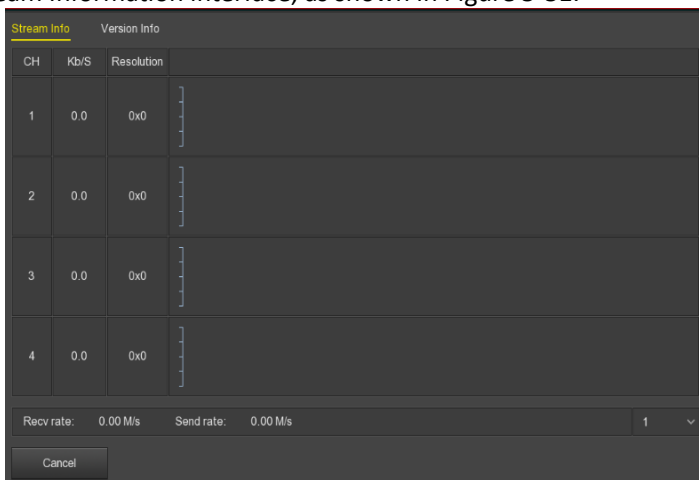 Stream Info Version Info
CH Kb/S Resolution
1 0.0 0x0
2 0.0 0x0
3 0.0 0x0
4 0.0 0x0
Recv rate: 0.00 M/s Send rate: 0.00 M/s 1
Cancel